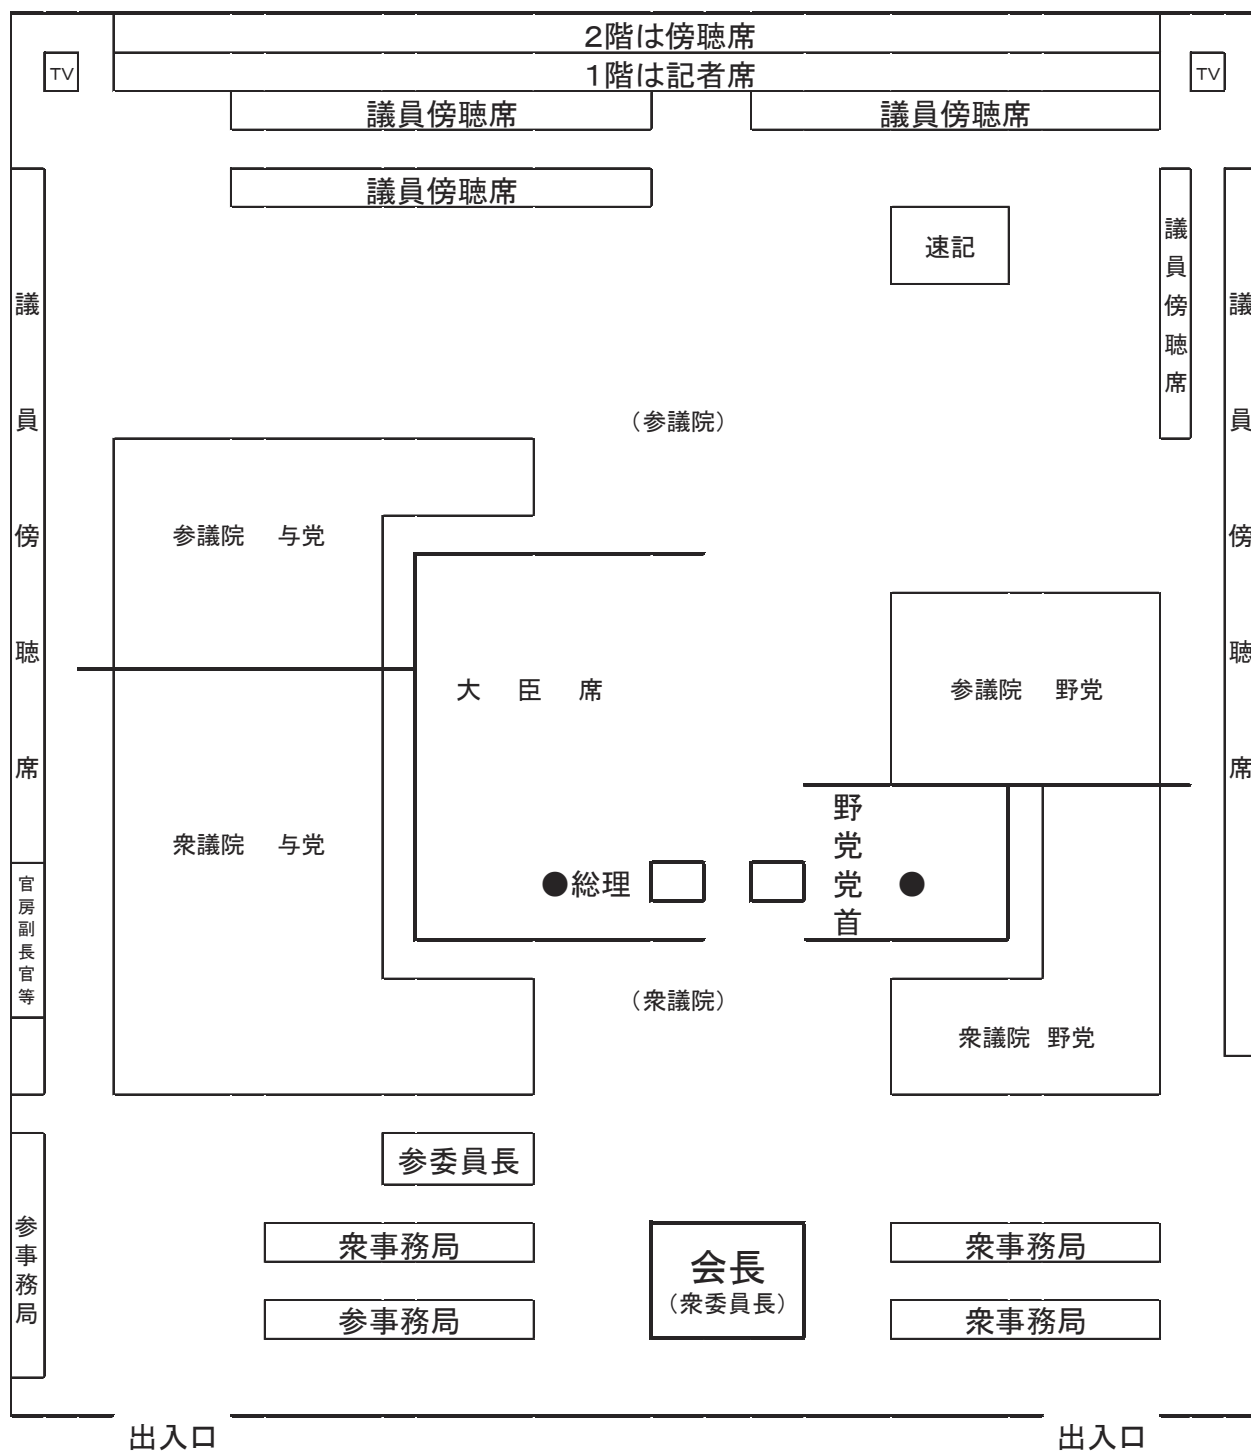 2階は傍聴席
TV
1階は記者席
TV
議員傍聴席
議員傍聴席
議員傍聴席
議員傍聴席
速記
議員傍聴席
議員傍聴席
（参議院）
参議院 与党
大臣席
参議院 野党
衆議院 与党
●総理
野党党首
●
官房副長官等
（衆議院）
衆議院 野党
参委員長
参事務局
衆事務局
会長
（衆委員長）
衆事務局
参事務局
衆事務局
出入口
出入口